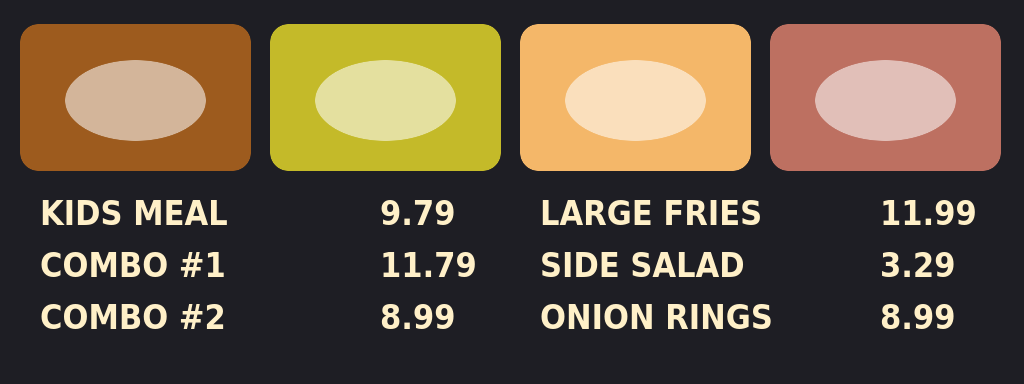 KIDS MEAL 9.79 LARGE FRIES 11.99
COMBO #1 11.79 SIDE SALAD 3.29
COMBO #2 8.99 ONION RINGS 8.99